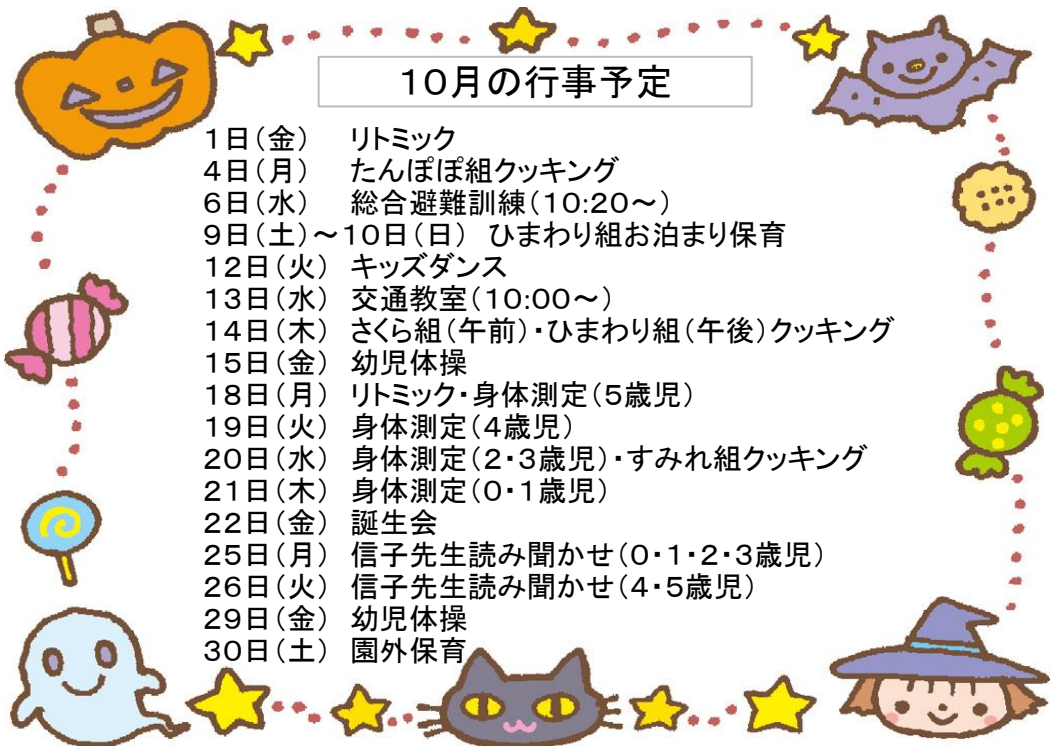 10月の行事予定
1日(金) リトミック
4日(月) たんぽぽ組クッキング
6日(水) 総合避難訓練(10:20～)
9日(土)～10日(日) ひまわり組お泊まり保育
12日(火) キッズダンス
13日(水) 交通教室(10:00～)
14日(木) さくら組(午前)・ひまわり組(午後)クッキング
15日(金) 幼児体操
18日(月) リトミック・身体測定(5歳児)
19日(火) 身体測定(4歳児)
20日(水) 身体測定(2・3歳児)・すみれ組クッキング
21日(木) 身体測定(0・1歳児)
22日(金) 誕生会
25日(月) 信子先生読み聞かせ(0・1・2・3歳児)
26日(火) 信子先生読み聞かせ(4・5歳児)
29日(金) 幼児体操
30日(土) 園外保育